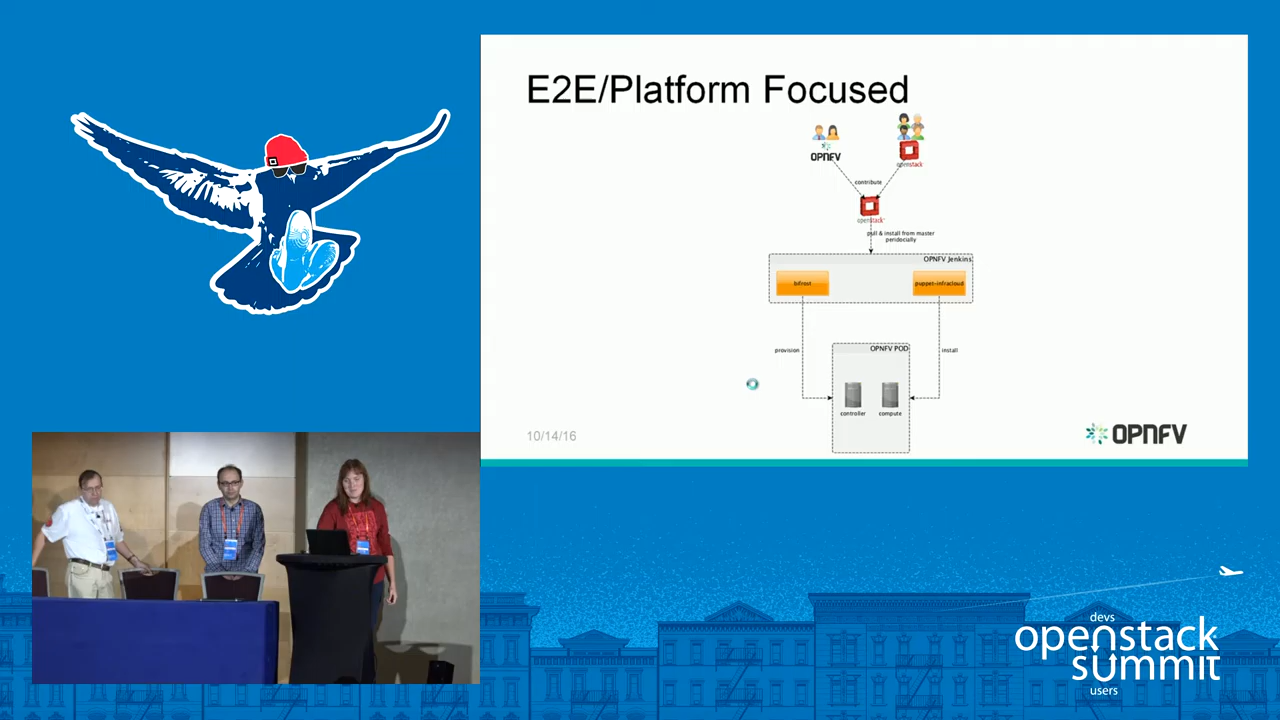 E2E/Platform Focused
OPNFV
openstack
contribute
openstack
pull & install from master
peridocially
OPNFV Jenkins
bifrost
puppet-infracloud
provision
OPNFV POD
install
controller
compute
10/14/16
OPNFV
devs
openstack
summit
users